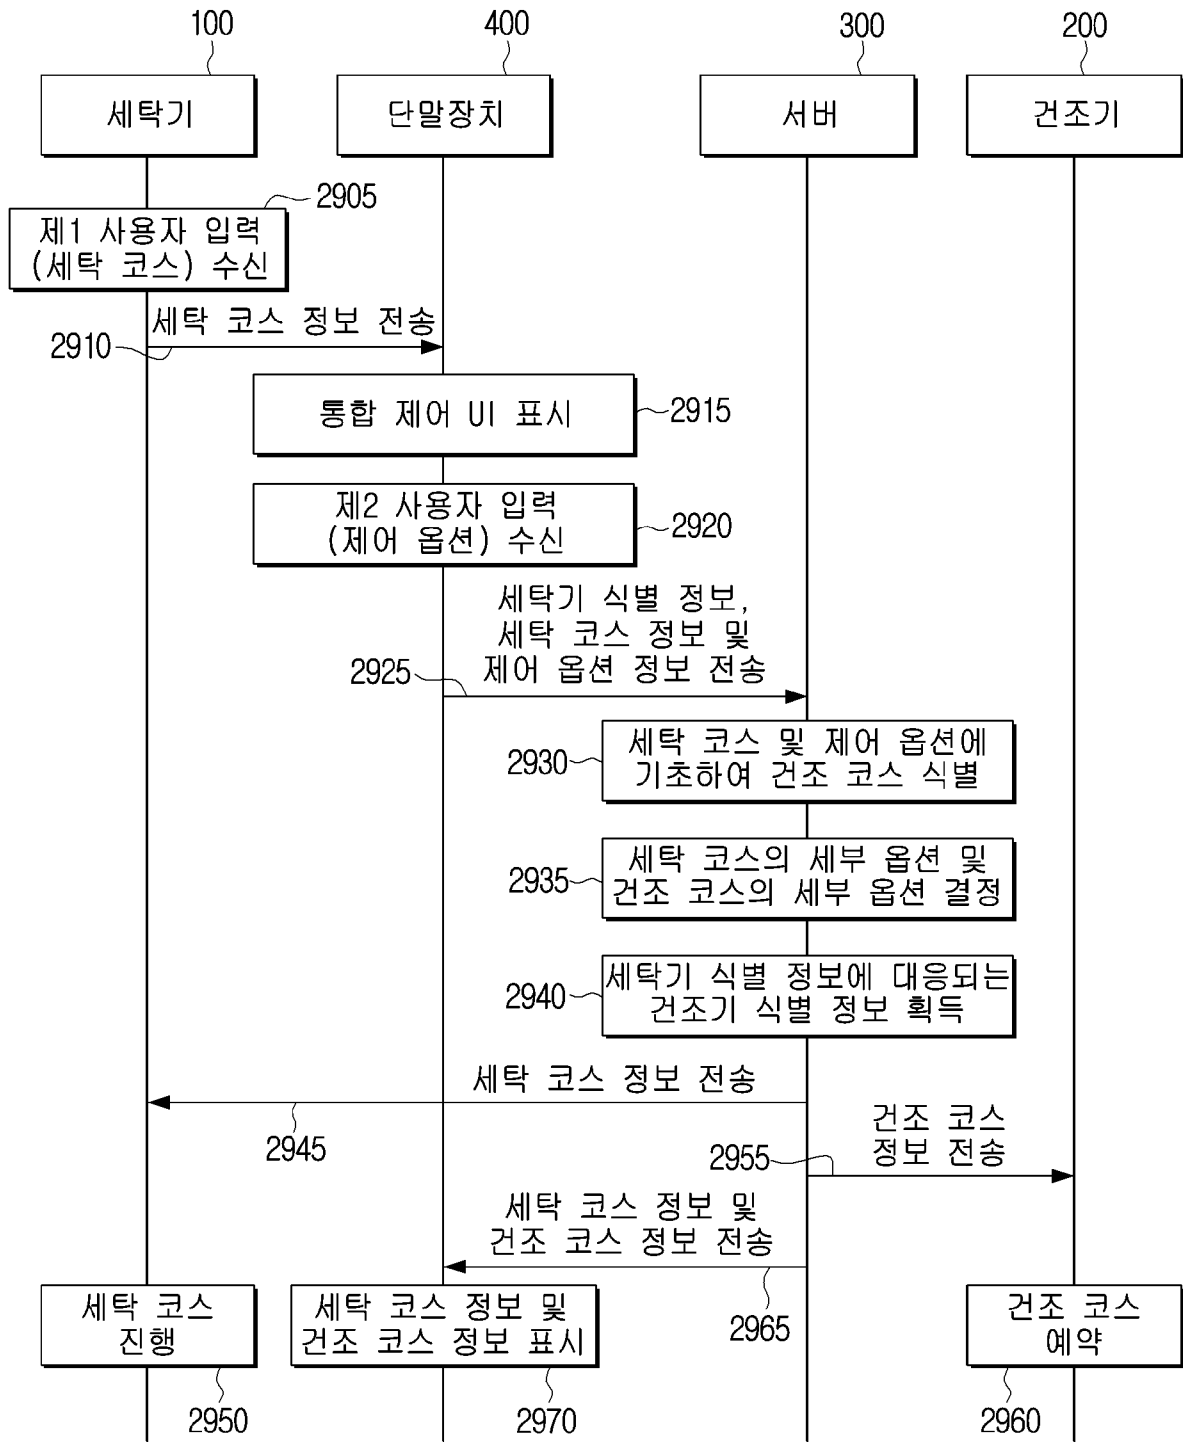 100
400
300
200
세탁기
단말장치
서버
건조기
2905
제1 사용자 입력
(세탁 코스) 수신
세탁 코스 정보 전송
2910
통합 제어 UI 표시
2915
제2 사용자 입력
(제어 옵션) 수신
2920
세탁기 식별 정보,
세탁 코스 정보 및
제어 옵션 정보 전송
2925
세탁 코스 및 제어 옵션에
기초하여 건조 코스 식별
2930
세탁 코스의 세부 옵션 및
건조 코스의 세부 옵션 결정
2935
세탁기 식별 정보에 대응되는
건조기 식별 정보 획득
2940
세탁 코스 정보 전송
2945
건조 코스
정보 전송
2955
세탁 코스 정보 및
건조 코스 정보 전송
2965
세탁 코스
진행
2950
세탁 코스 정보 및
건조 코스 정보 표시
2970
건조 코스
예약
2960